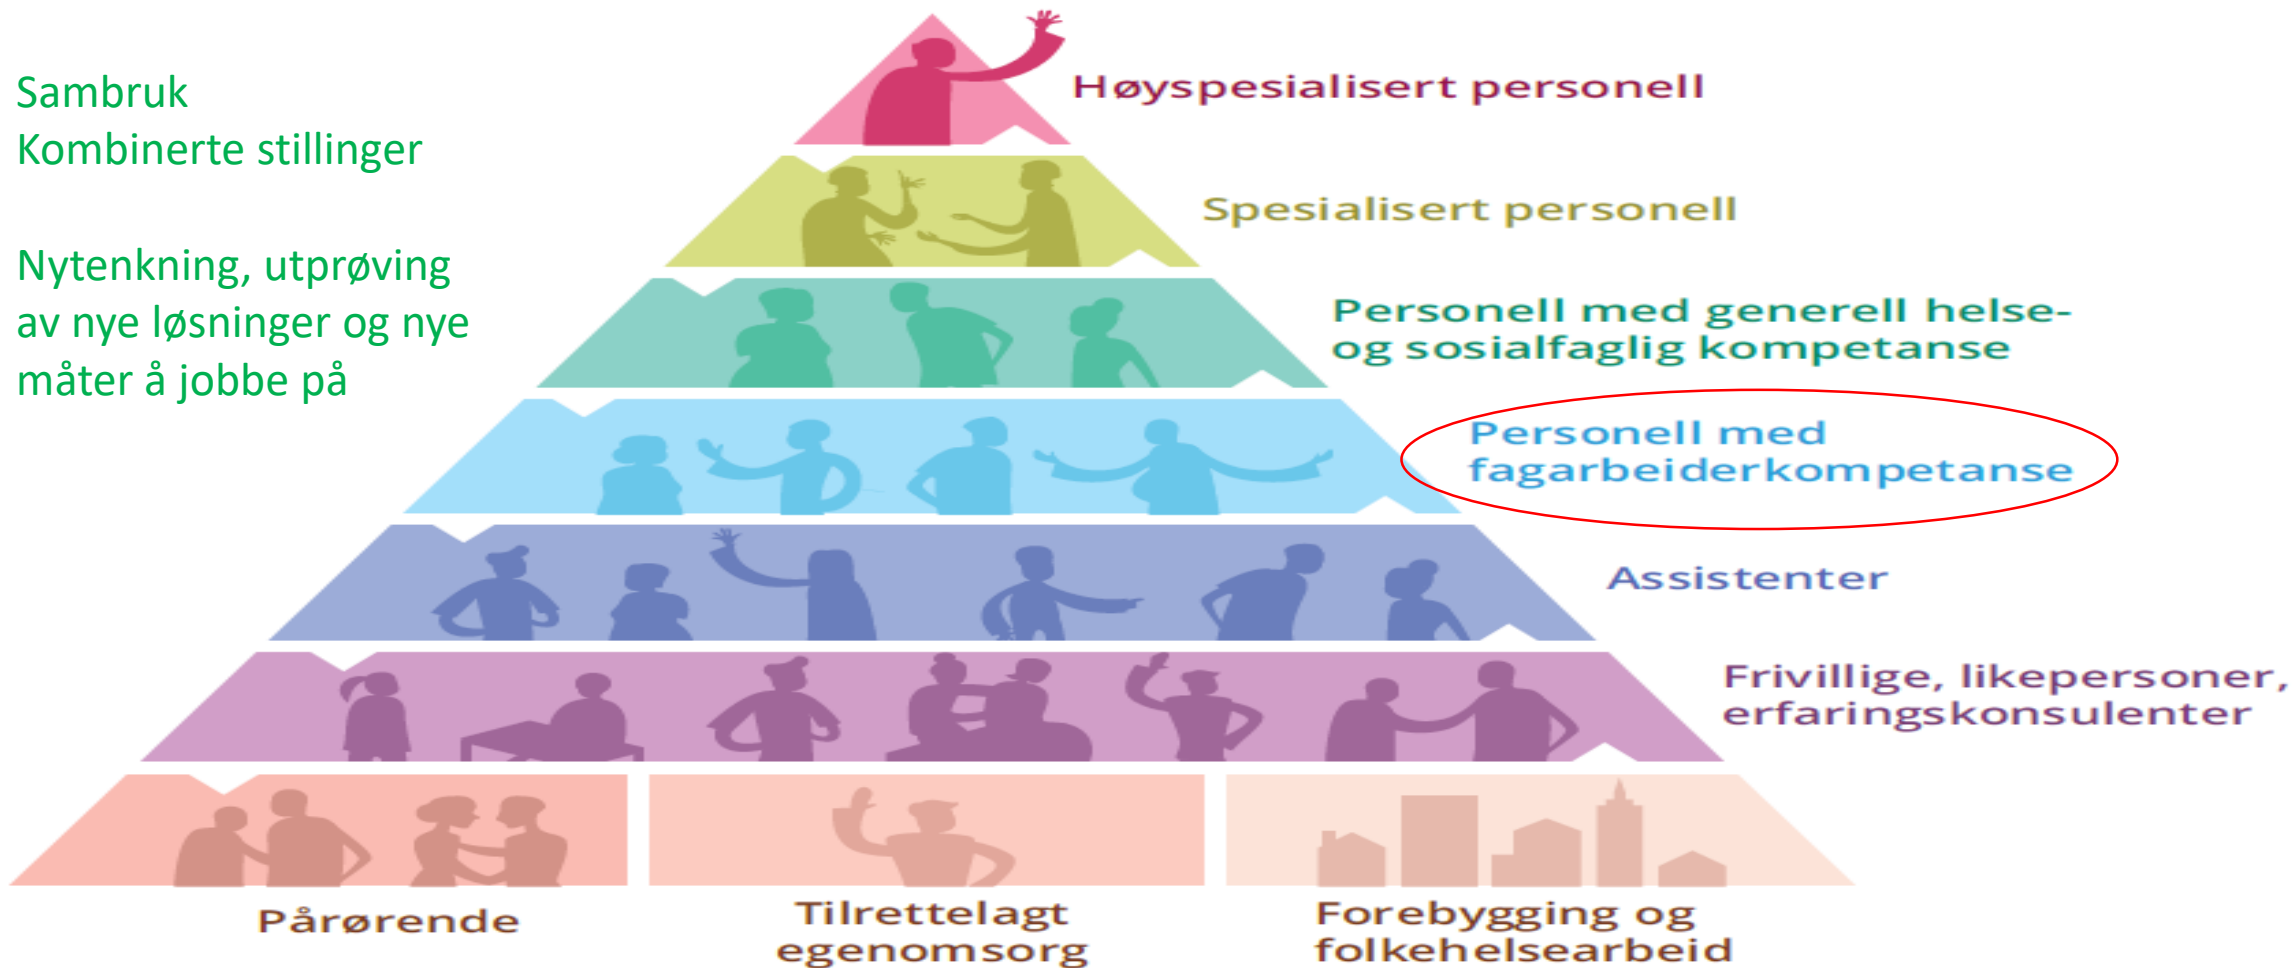 Sambruk
Kombinerte stillinger
Nytenkning, utprøving
av nye løsninger og nye
måter å jobbe på
Høyspesialisert personell
Spesialisert personell
Personell med generell helse-
og sosialfaglig kompetanse
Personell med
fagarbeiderkompetanse
Assistenter
Frivillige, likepersoner,
erfaringskonsulenter
Pårørende
Tilrettelagt
egenomsorg
Forebygging og
folkehelsearbeid